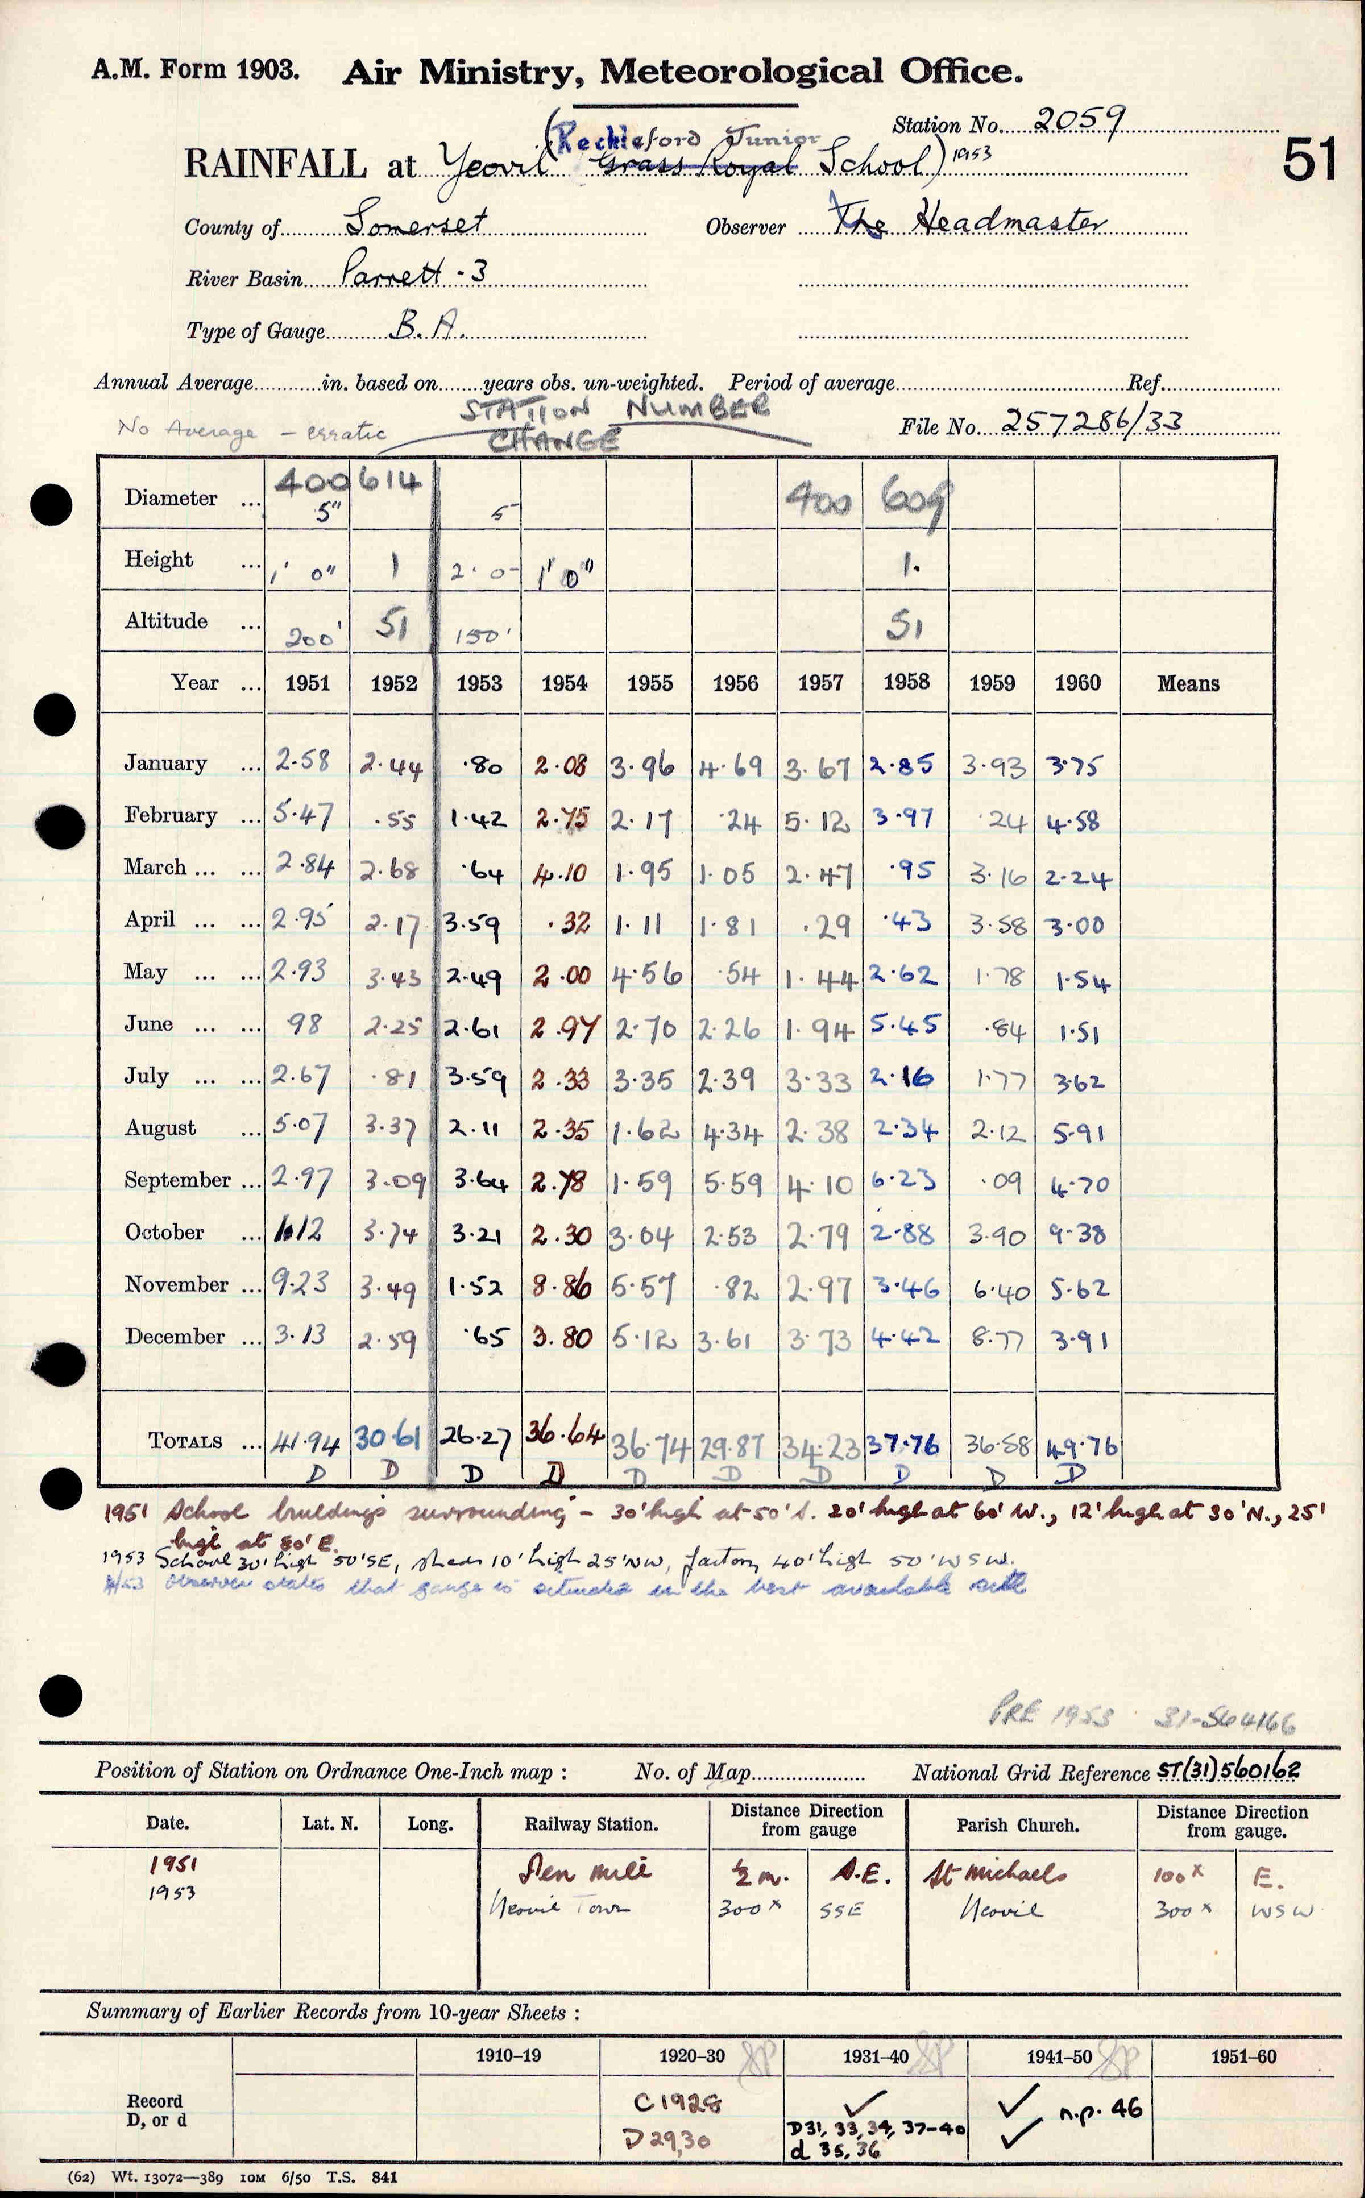 A.M. Form 1903. Air Ministry, Meteorological Office.
Station No. 2059
51
(Reckleford Junior
RAINFALL at Yeovil Grass Royal School) 1953
County of Somerset Observer The Headmaster
River Basin Parrett - 3
Type of Gauge B.A.
Annual Average in. based on years obs. un-weighted. Period of average Ref.
No Average - erratic STATION NUMBER CHANGE File No. 257286/33
400614 400 609
Diameter ... 5" 5
Height ... 1' 0" 1 2' 0" 1' 0" 1.
Altitude ... 200' 51 150' 51
Year ... 1951 1952 1953 1954 1955 1956 1957 1958 1959 1960 Means
January ... 2.58 2.44 .80 2.08 3.96 4.69 3.67 2.85 3.93 3.75
February ... 5.47 .55 1.42 2.75 2.17 .24 5.12 3.97 .24 4.58
March ... ... 2.84 2.68 .64 4.10 1.95 1.05 2.47 .95 3.16 2.24
April ... ... 2.95 2.17 3.59 .32 1.11 1.81 .29 .43 3.58 3.00
May ... ... 2.93 3.43 2.49 2.00 4.56 .54 1.44 2.62 1.78 1.54
June ... ... 98 2.25 2.61 2.97 2.70 2.26 1.94 5.45 .84 1.51
July ... ... 2.67 .81 3.59 2.33 3.35 2.39 3.33 2.16 1.77 3.62
August ... 5.07 3.37 2.11 2.35 1.62 4.34 2.38 2.34 2.12 5.91
September ... 2.97 3.09 3.64 2.78 1.59 5.59 4.10 6.23 .09 4.70
October ... 1.12 3.74 3.21 2.30 3.04 2.53 2.79 2.88 3.90 9.38
November ... 9.23 3.49 1.52 8.86 5.57 .82 2.97 3.46 6.40 5.62
December ... 3.13 2.59 .65 3.80 5.12 3.61 3.73 4.42 8.77 3.91
TOTALS ... 41.94 30.61 26.27 36.64 36.74 29.87 34.23 37.76 36.58 49.76
D D D D D D D D D D
1951 School buildings surrounding - 30' high at 50' S. 20' high at 60' W., 12' high at 30' N., 25'
high at 80' E.
1953 School 30' high 50' SE, shed 10' high 25' NW, factory 40' high 50' WSW.
Observer states that gauge is situated in the best available site
PRE 1953 31-564166
Position of Station on Ordnance One-Inch map : No. of Map National Grid Reference ST(31)560162
Date. Lat. N. Long. Railway Station. Distance Direction from gauge Parish Church. Distance Direction from gauge.
1951 Pen Mill ½ m. S.E. St Michaels 100x E.
1953 Yeovil Town 300x SSE Yeovil 300x WSW
Summary of Earlier Records from 10-year Sheets :
1910–19 1920–30 1931–40 1941–50 1951–60
Record D, or d C1928 ✓ ✓ n.p. 46
D 29,30 D31, 33, 34, 37-40 ✓
d 35, 36
(62) Wt. 13072—389 10M 6/50 T.S. 841